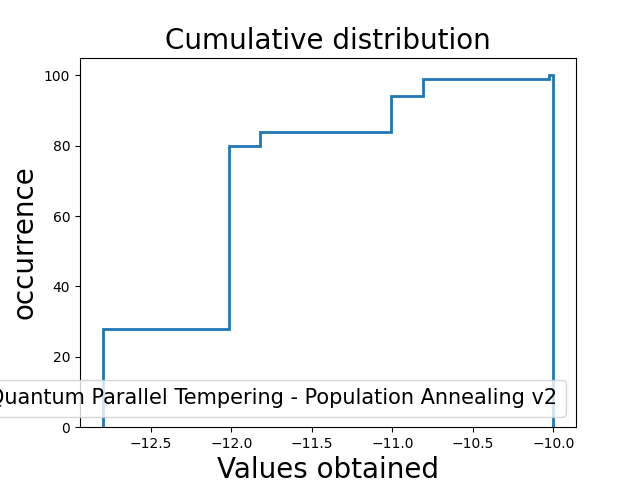 Cumulative distribution
occurrence
100
80
60
40
20
0
Quantum Parallel Tempering - Population Annealing v2
−12.5 −12.0 −11.5 −11.0 −10.5 −10.0
Values obtained